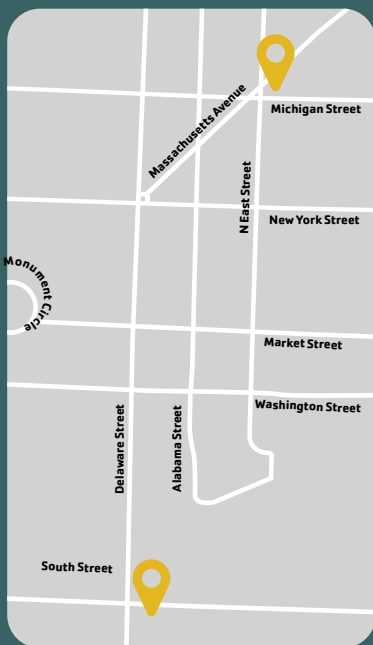 Massachusetts Avenue
Michigan Street
N East Street
New York Street
Monument Circle
Market Street
Washington Street
Delaware Street
Alabama Street
South Street